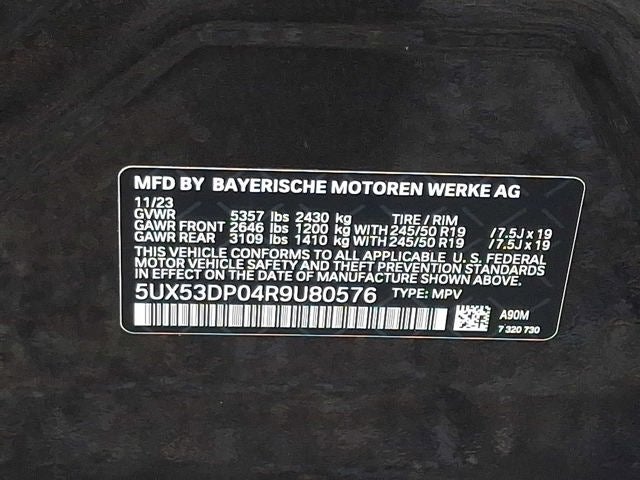 MFD BY BAYERISCHE MOTOREN WERKE AG
11/23
GVWR 5357 lbs 2430 kg TIRE / RIM
GAWR FRONT 2646 lbs 1200 kg WITH 245/50 R19 /7.5J x 19
GAWR REAR 3109 lbs 1410 kg WITH 245/50 R19 /7.5J x 19
THIS VEHICLE CONFORMS TO ALL APPLICABLE U. S. FEDERAL
MOTOR VEHICLE SAFETY, BUMPER, AND THEFT PREVENTION
STANDARDS IN EFFECT ON THE DATE OF MANUFACTURE SHOWN ABOVE.
5UX53DP04R9U80576 TYPE: MPV
A90M
7 320 730